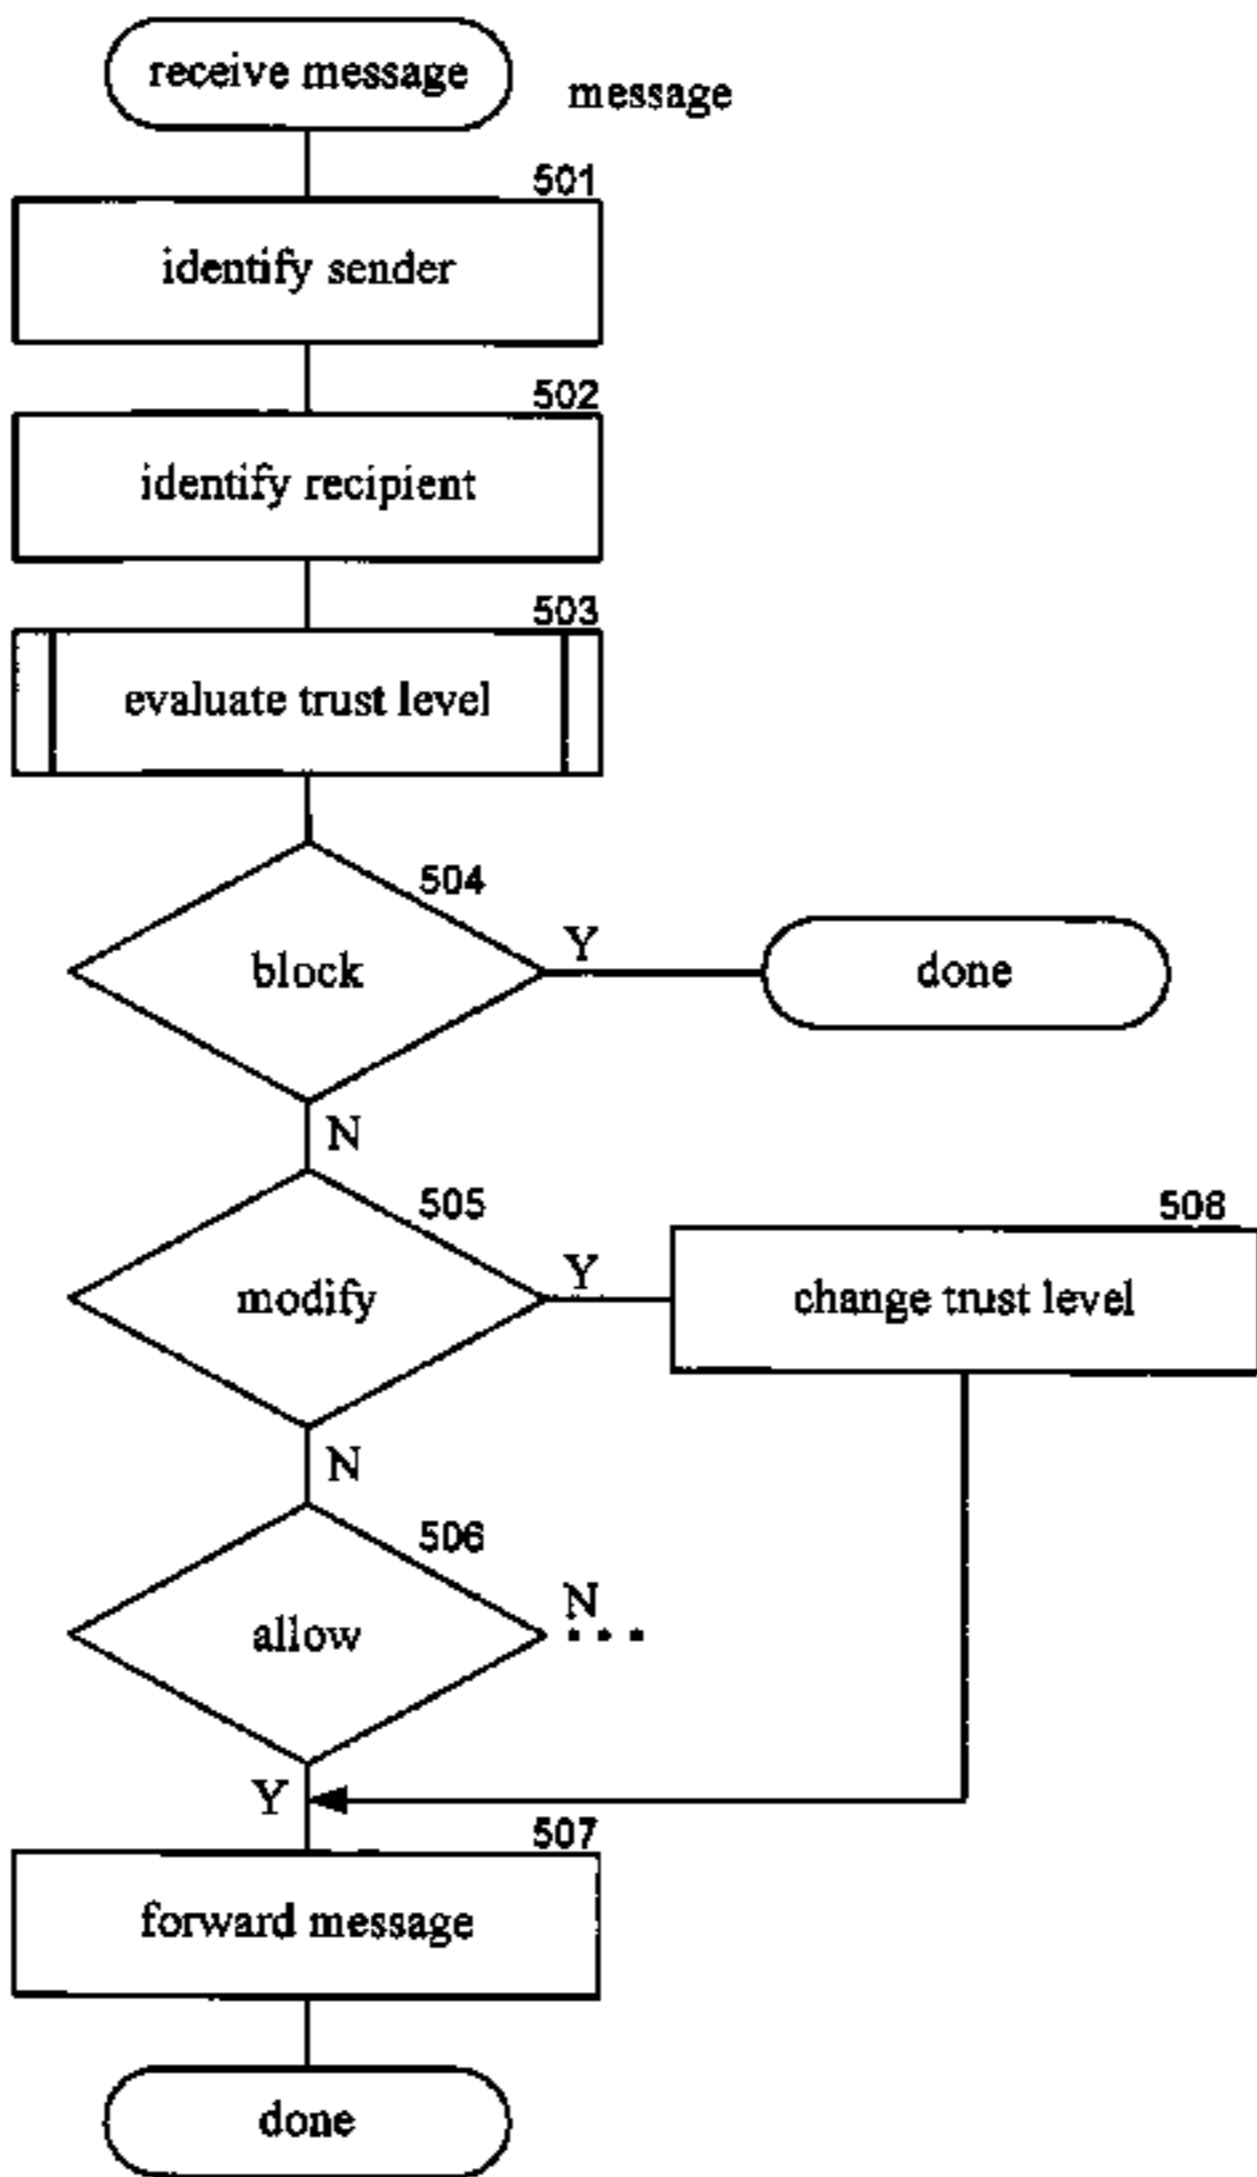 receive message
message
501
identify sender
502
identify recipient
503
evaluate trust level
504
block
Y
done
N
505
modify
Y
508
change trust level
N
506
allow
N
...
Y
507
forward message
done